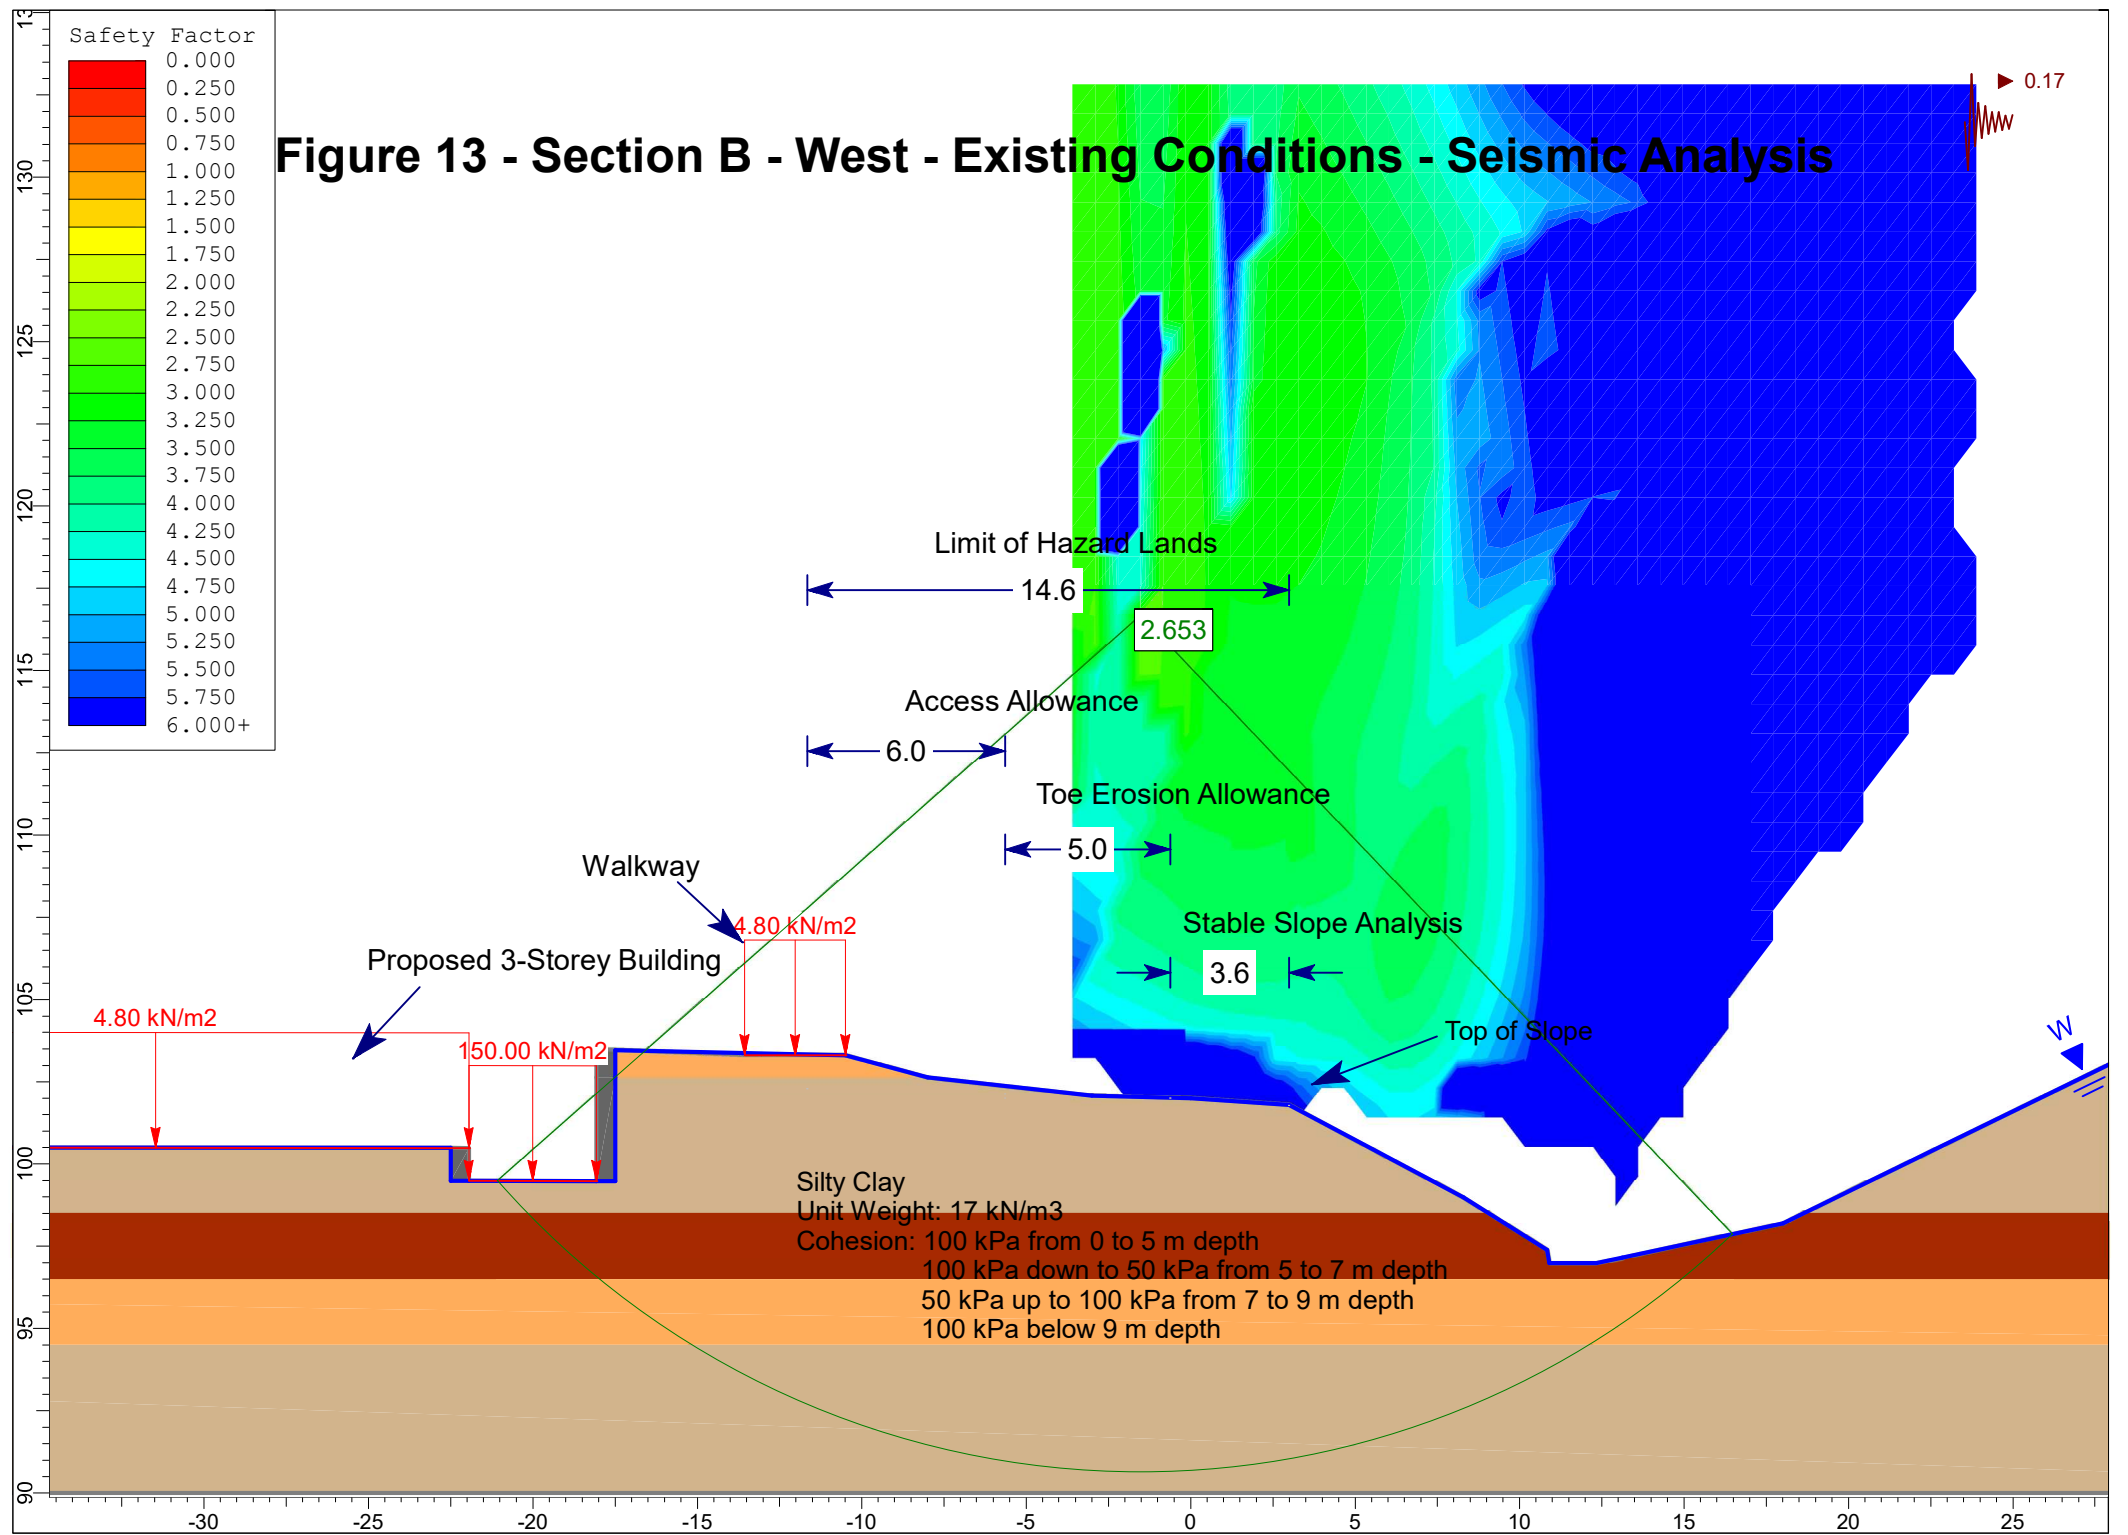 Safety Factor
0.000
0.250
0.500
0.750
1.000
1.250
1.500
1.750
2.000
2.250
2.500
2.750
3.000
3.250
3.500
3.750
4.000
4.250
4.500
4.750
5.000
5.250
5.500
5.750
6.000+
0.17
Figure 13 - Section B - West - Existing Conditions - Seismic Analysis
Limit of Hazard Lands
14.6
2.653
Access Allowance
6.0
Toe Erosion Allowance
5.0
Walkway
4.80 kN/m2
Stable Slope Analysis
3.6
Proposed 3-Storey Building
4.80 kN/m2
150.00 kN/m2
Top of Slope
W
Silty Clay
Unit Weight: 17 kN/m3
Cohesion: 100 kPa from 0 to 5 m depth
100 kPa down to 50 kPa from 5 to 7 m depth
50 kPa up to 100 kPa from 7 to 9 m depth
100 kPa below 9 m depth
130
125
120
115
110
105
100
95
90
-30 -25 -20 -15 -10 -5 0 5 10 15 20 25